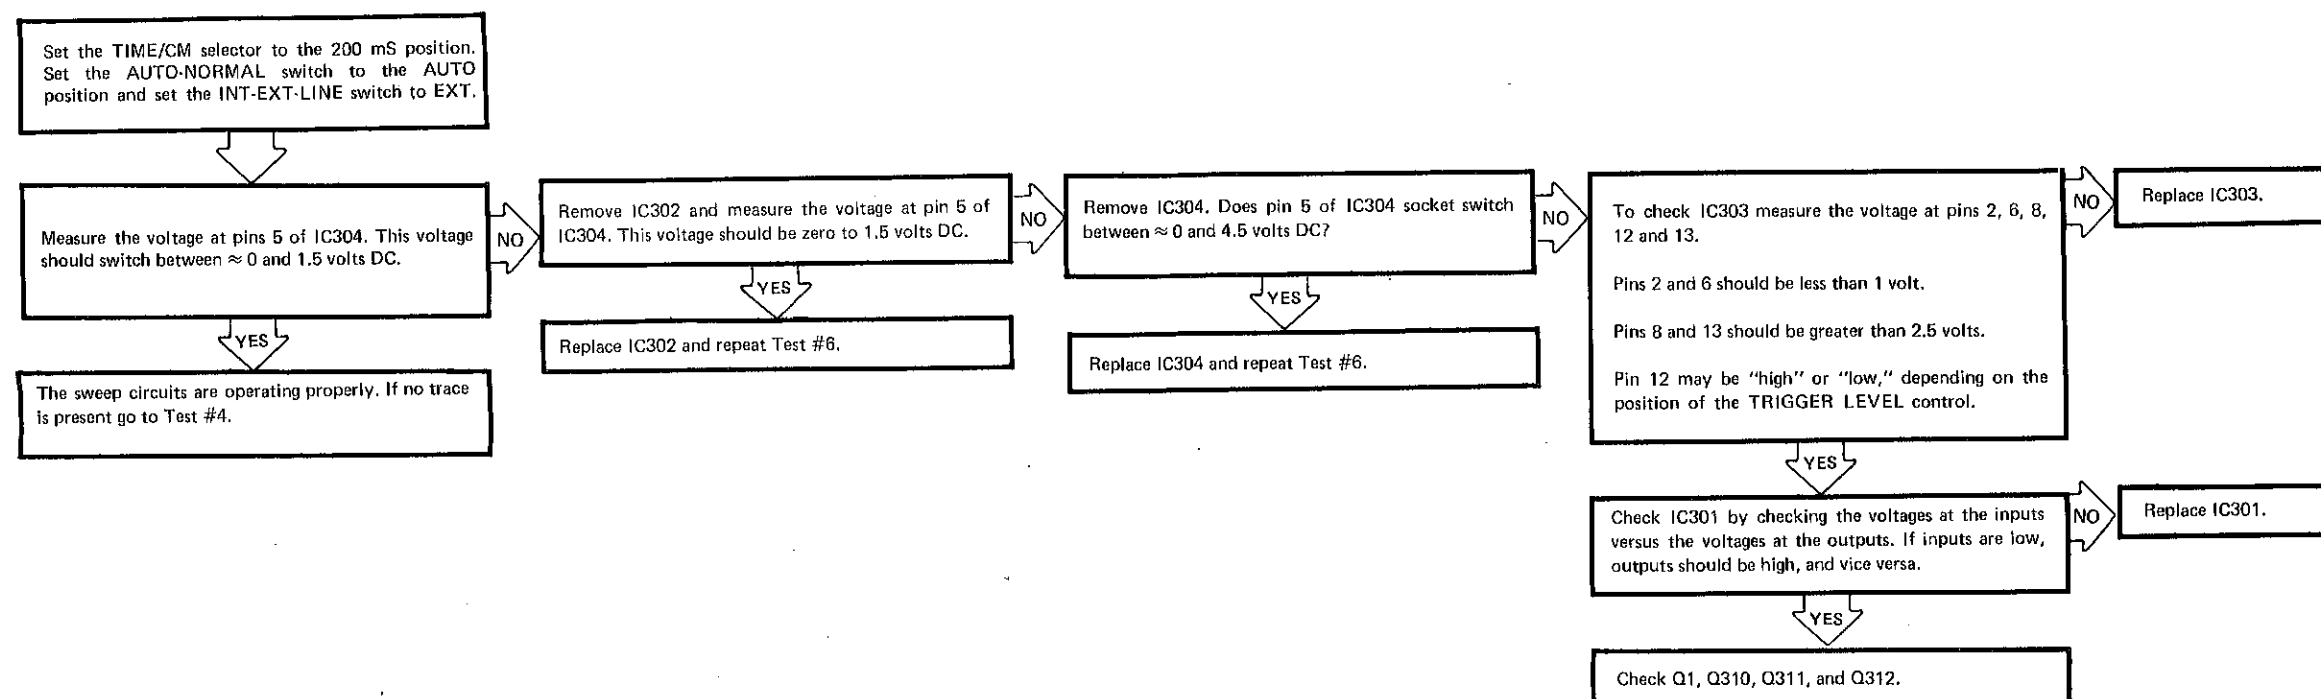 Set the TIME/CM selector to the 200 mS position.
Set the AUTO-NORMAL switch to the AUTO
position and set the INT-EXT-LINE switch to EXT.
Measure the voltage at pins 5 of IC304. This voltage
should switch between ≈ 0 and 1.5 volts DC.
NO
YES
The sweep circuits are operating properly. If no trace
is present go to Test #4.
Remove IC302 and measure the voltage at pin 5 of
IC304. This voltage should be zero to 1.5 volts DC.
NO
YES
Replace IC302 and repeat Test #6.
Remove IC304. Does pin 5 of IC304 socket switch
between ≈ 0 and 4.5 volts DC?
NO
YES
Replace IC304 and repeat Test #6.
To check IC303 measure the voltage at pins 2, 6, 8,
12 and 13.
Pins 2 and 6 should be less than 1 volt.
Pins 8 and 13 should be greater than 2.5 volts.
Pin 12 may be "high" or "low," depending on the
position of the TRIGGER LEVEL control.
NO
Replace IC303.
YES
Check IC301 by checking the voltages at the inputs
versus the voltages at the outputs. If inputs are low,
outputs should be high, and vice versa.
NO
Replace IC301.
YES
Check Q1, Q310, Q311, and Q312.